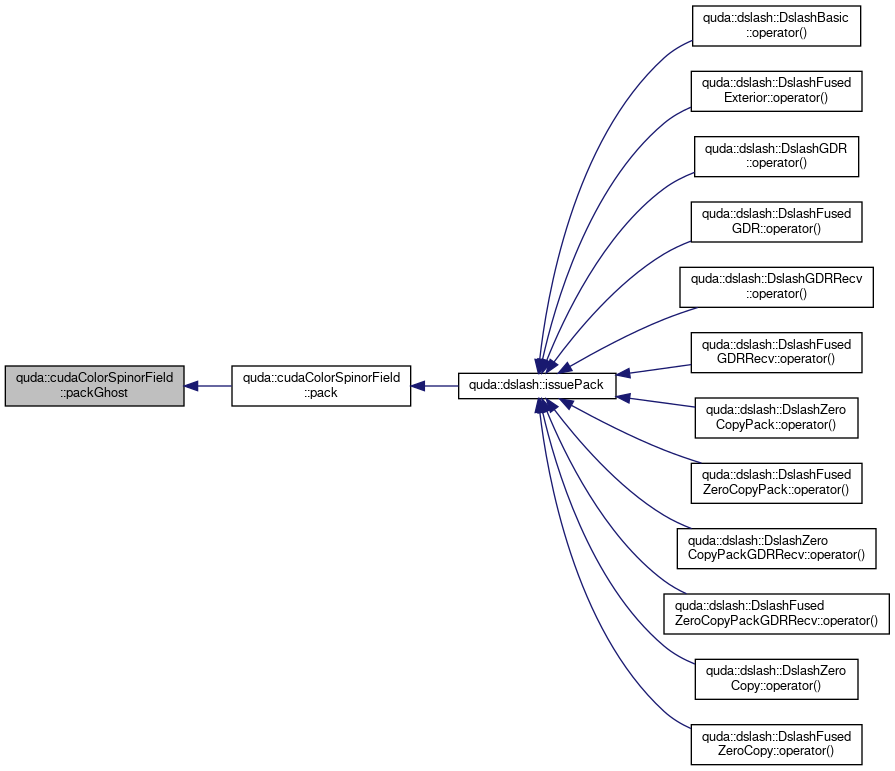 quda::cudaColorSpinorField
::packGhost
quda::cudaColorSpinorField
::pack
quda::dslash::issuePack
quda::dslash::DslashBasic
::operator()
quda::dslash::DslashFused
Exterior::operator()
quda::dslash::DslashGDR
::operator()
quda::dslash::DslashFused
GDR::operator()
quda::dslash::DslashGDRRecv
::operator()
quda::dslash::DslashFused
GDRRecv::operator()
quda::dslash::DslashZero
CopyPack::operator()
quda::dslash::DslashFused
ZeroCopyPack::operator()
quda::dslash::DslashZero
CopyPackGDRRecv::operator()
quda::dslash::DslashFused
ZeroCopyPackGDRRecv::operator()
quda::dslash::DslashZero
Copy::operator()
quda::dslash::DslashFused
ZeroCopy::operator()